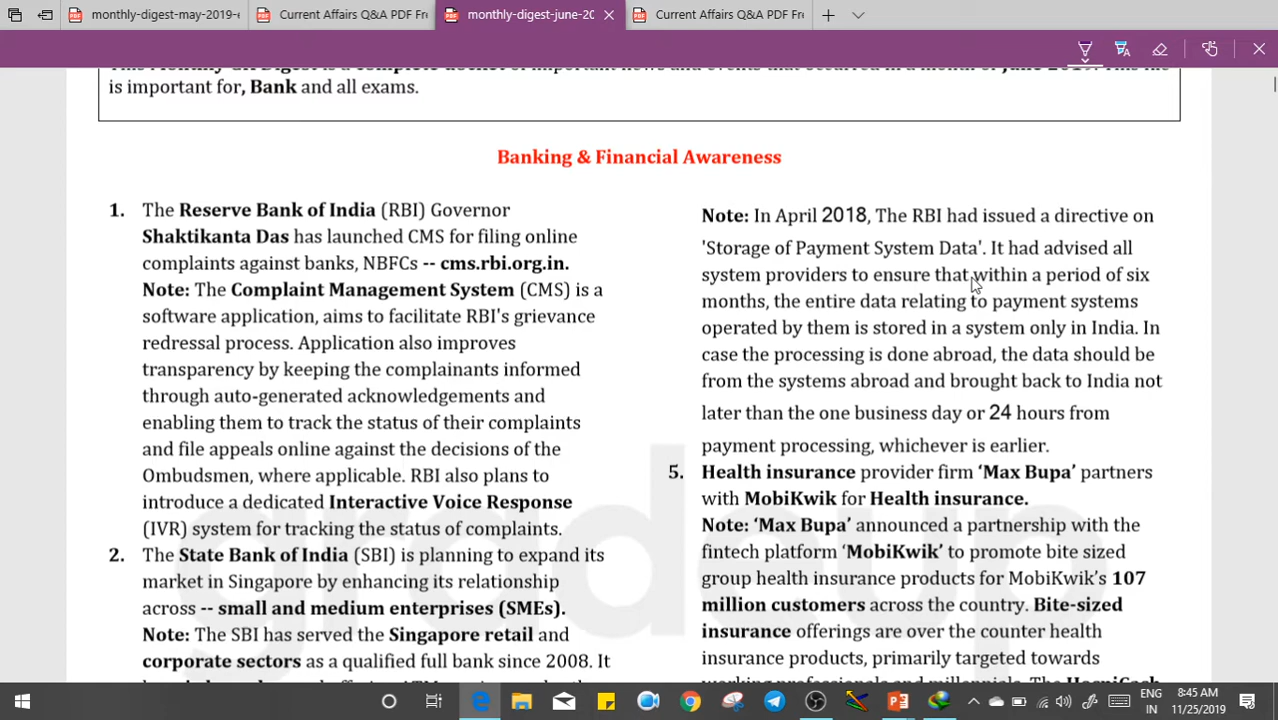 monthly-digest-may-2019-e
Current Affairs Q&A PDF Fre
monthly-digest-june-20
Current Affairs Q&A PDF Fre
is important for, Bank and all exams.
Banking & Financial Awareness
1. The Reserve Bank of India (RBI) Governor
Shaktikanta Das has launched CMS for filing online
complaints against banks, NBFCs -- cms.rbi.org.in.
Note: The Complaint Management System (CMS) is a
software application, aims to facilitate RBI's grievance
redressal process. Application also improves
transparency by keeping the complainants informed
through auto-generated acknowledgements and
enabling them to track the status of their complaints
and file appeals online against the decisions of the
Ombudsmen, where applicable. RBI also plans to
introduce a dedicated Interactive Voice Response
(IVR) system for tracking the status of complaints.
2. The State Bank of India (SBI) is planning to expand its
market in Singapore by enhancing its relationship
across -- small and medium enterprises (SMEs).
Note: The SBI has served the Singapore retail and
corporate sectors as a qualified full bank since 2008. It
Note: In April 2018, The RBI had issued a directive on
'Storage of Payment System Data'. It had advised all
system providers to ensure that within a period of six
months, the entire data relating to payment systems
operated by them is stored in a system only in India. In
case the processing is done abroad, the data should be
from the systems abroad and brought back to India not
later than the one business day or 24 hours from
payment processing, whichever is earlier.
5. Health insurance provider firm ‘Max Bupa’ partners
with MobiKwik for Health insurance.
Note: ‘Max Bupa’ announced a partnership with the
fintech platform ‘MobiKwik’ to promote bite sized
group health insurance products for MobiKwik’s 107
million customers across the country. Bite-sized
insurance offerings are over the counter health
insurance products, primarily targeted towards
working professionals and millennials. The HospiCash
gradeup
ENG
IN
8:45 AM
11/25/2019